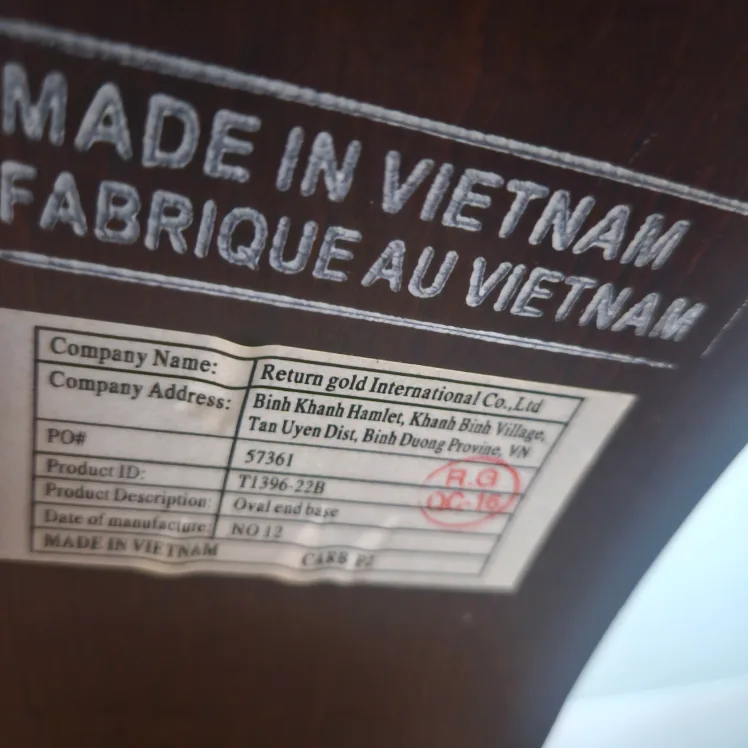 MADE IN VIETNAM
FABRIQUE AU VIETNAM
Company Name: Return gold International Co.,Ltd
Company Address: Binh Khanh Hamlet, Khanh Binh Village,
Tan Uyen Dist, Binh Duong Provine, VN
PO# 57361
Product ID: T1396-22B
Product Description: Oval end base
Date of manufacture: NO 12
MADE IN VIETNAM CARB P2
R.G
QC-16